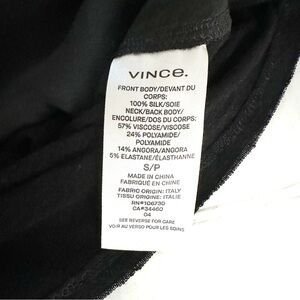 VINCE.
FRONT BODY/DEVANT DU
CORPS:
100% SILK/SOIE
NECK/BACK BODY/
ENCOLURE/DOS DU CORPS:
57% VISCOSE/VISCOSE
24% POLYAMIDE/
POLYAMIDE
14% ANGORA/ANGORA
5% ELASTANE/ÉLASTHANNE
S/P
MADE IN CHINA
FABRIQUÉ EN CHINE
FABRIC ORIGIN: ITALY
TISSU ORIGINE: ITALIE
RN#106730
CA#34460
04
SEE REVERSE FOR CARE
VOIR AU VERSO POUR LES SOINS